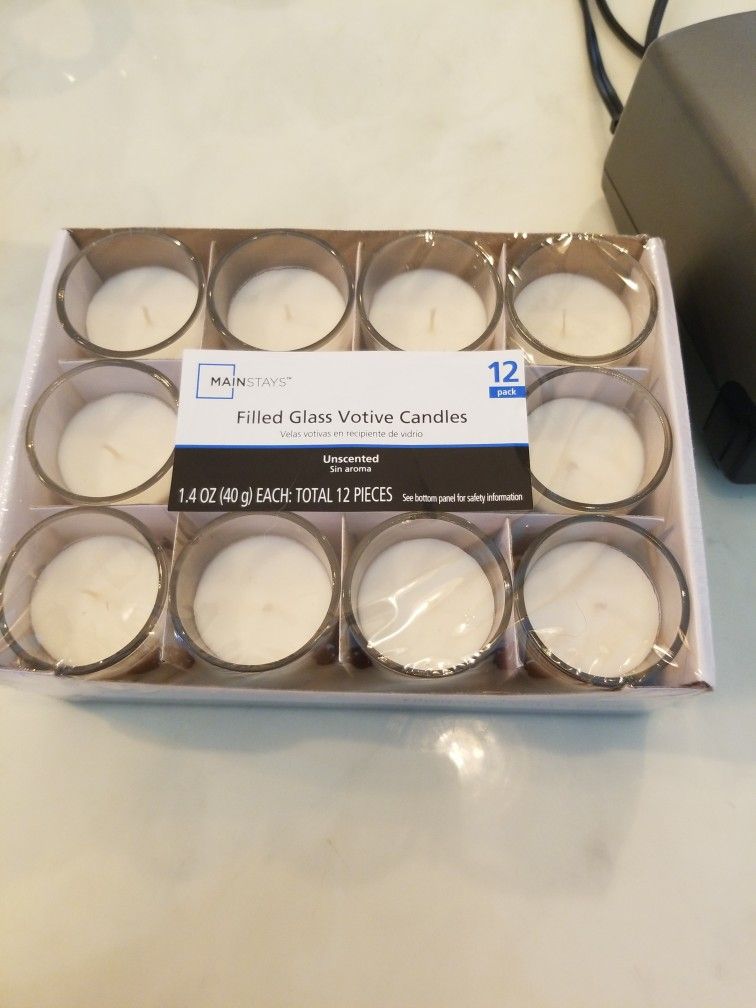 MAINSTAYS™
12
pack
Filled Glass Votive Candles
Velas votivas en recipiente de vidrio
Unscented
Sin aroma
1.4 OZ (40 g) EACH: TOTAL 12 PIECES See bottom panel for safety information